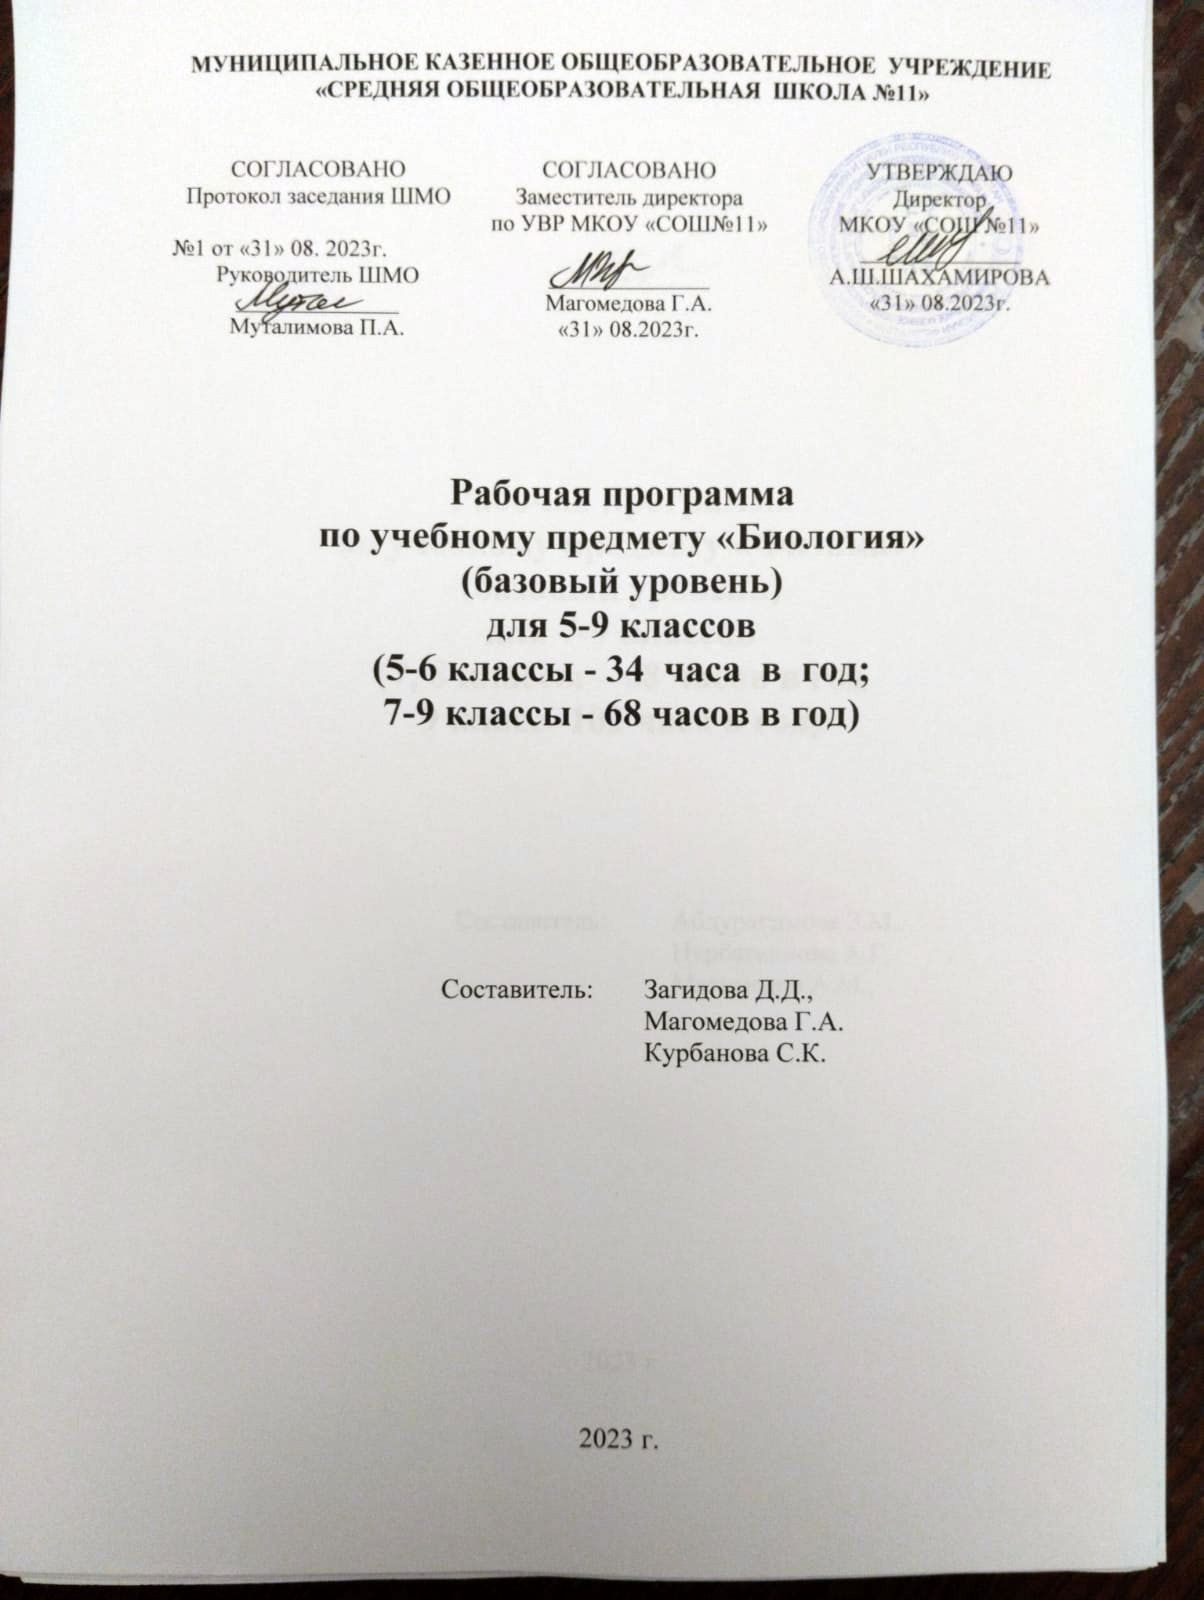 МУНИЦИПАЛЬНОЕ КАЗЕННОЕ ОБЩЕОБРАЗОВАТЕЛЬНОЕ УЧРЕЖДЕНИЕ
«СРЕДНЯЯ ОБЩЕОБРАЗОВАТЕЛЬНАЯ ШКОЛА №11»
СОГЛАСОВАНО
Протокол заседания ШМО
№1 от «31» 08. 2023г.
Руководитель ШМО
Муталимова П.А.
СОГЛАСОВАНО
Заместитель директора
по УВР МКОУ «СОШ№11»
Магомедова Г.А.
«31» 08.2023г.
УТВЕРЖДАЮ
Директор
МКОУ «СОШ №11»
А.Ш.ШАХАМИРОВА
«31» 08.2023г.
Рабочая программа
по учебному предмету «Биология»
(базовый уровень)
для 5-9 классов
(5-6 классы - 34 часа в год;
7-9 классы - 68 часов в год)
Составитель: Загидова Д.Д.,
Магомедова Г.А.
Курбанова С.К.
2023 г.